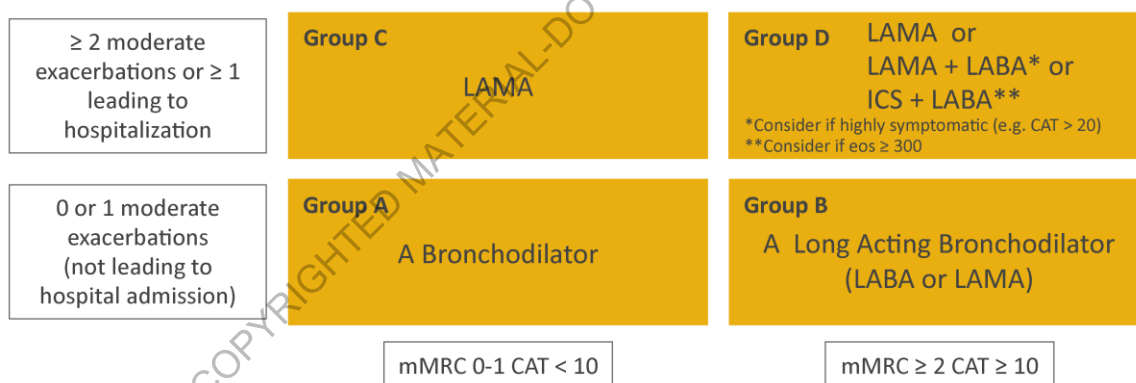 ≥ 2 moderate
exacerbations or ≥ 1
leading to
hospitalization
Group C
LAMA
Group D
LAMA or
LAMA + LABA* or
ICS + LABA**
*Consider if highly symptomatic (e.g. CAT > 20)
**Consider if eos ≥ 300
0 or 1 moderate
exacerbations
(not leading to
hospital admission)
Group A
A Bronchodilator
Group B
A Long Acting Bronchodilator
(LABA or LAMA)
mMRC 0-1 CAT < 10
mMRC ≥ 2 CAT ≥ 10
COPYRIGHTED MATERIAL-DO